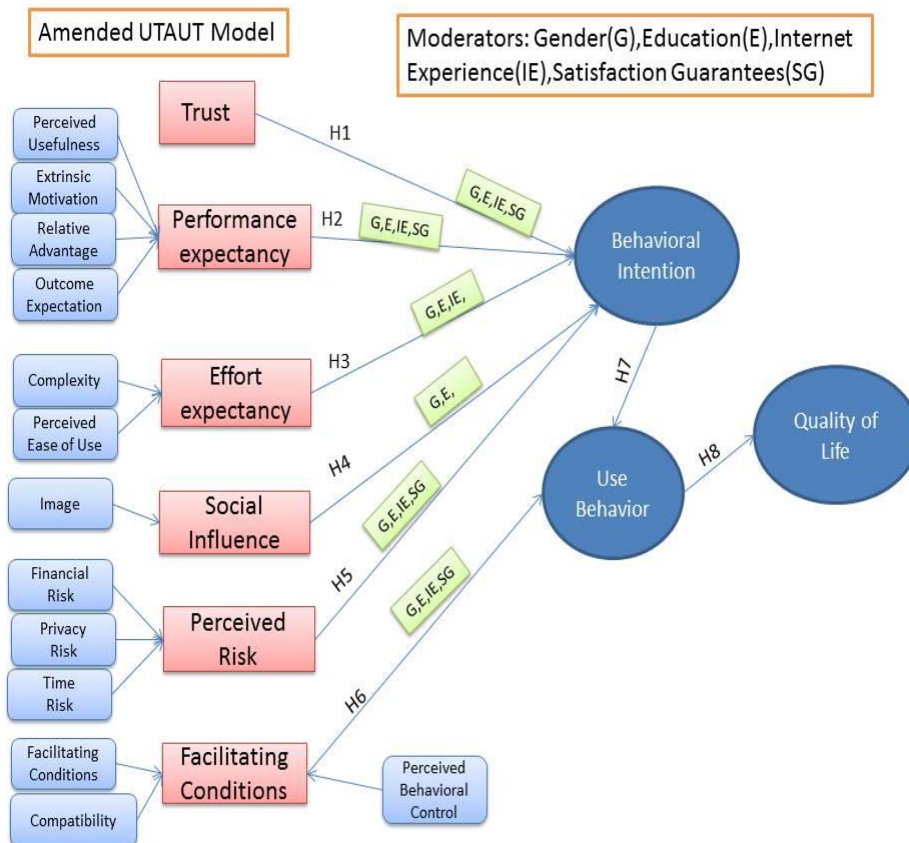 Amended UTAUT Model
Moderators: Gender(G),Education(E),Internet
Experience(IE),Satisfaction Guarantees(SG)
Trust
H1
Perceived
Usefulness
Extrinsic
Motivation
Relative
Advantage
Outcome
Expectation
Performance
expectancy
H2
G,E,IE,SG
G,E,IE,SG
Behavioral
Intention
G,E,IE,
H3
Complexity
Perceived
Ease of Use
Effort
expectancy
G,E,
H4
H7
Quality of
Life
H8
Use
Behavior
Image
Social
Influence
G,E,IE,SG
H5
Financial
Risk
Privacy
Risk
Time
Risk
Perceived
Risk
G,E,IE,SG
H6
Facilitating
Conditions
Compatibility
Facilitating
Conditions
Perceived
Behavioral
Control